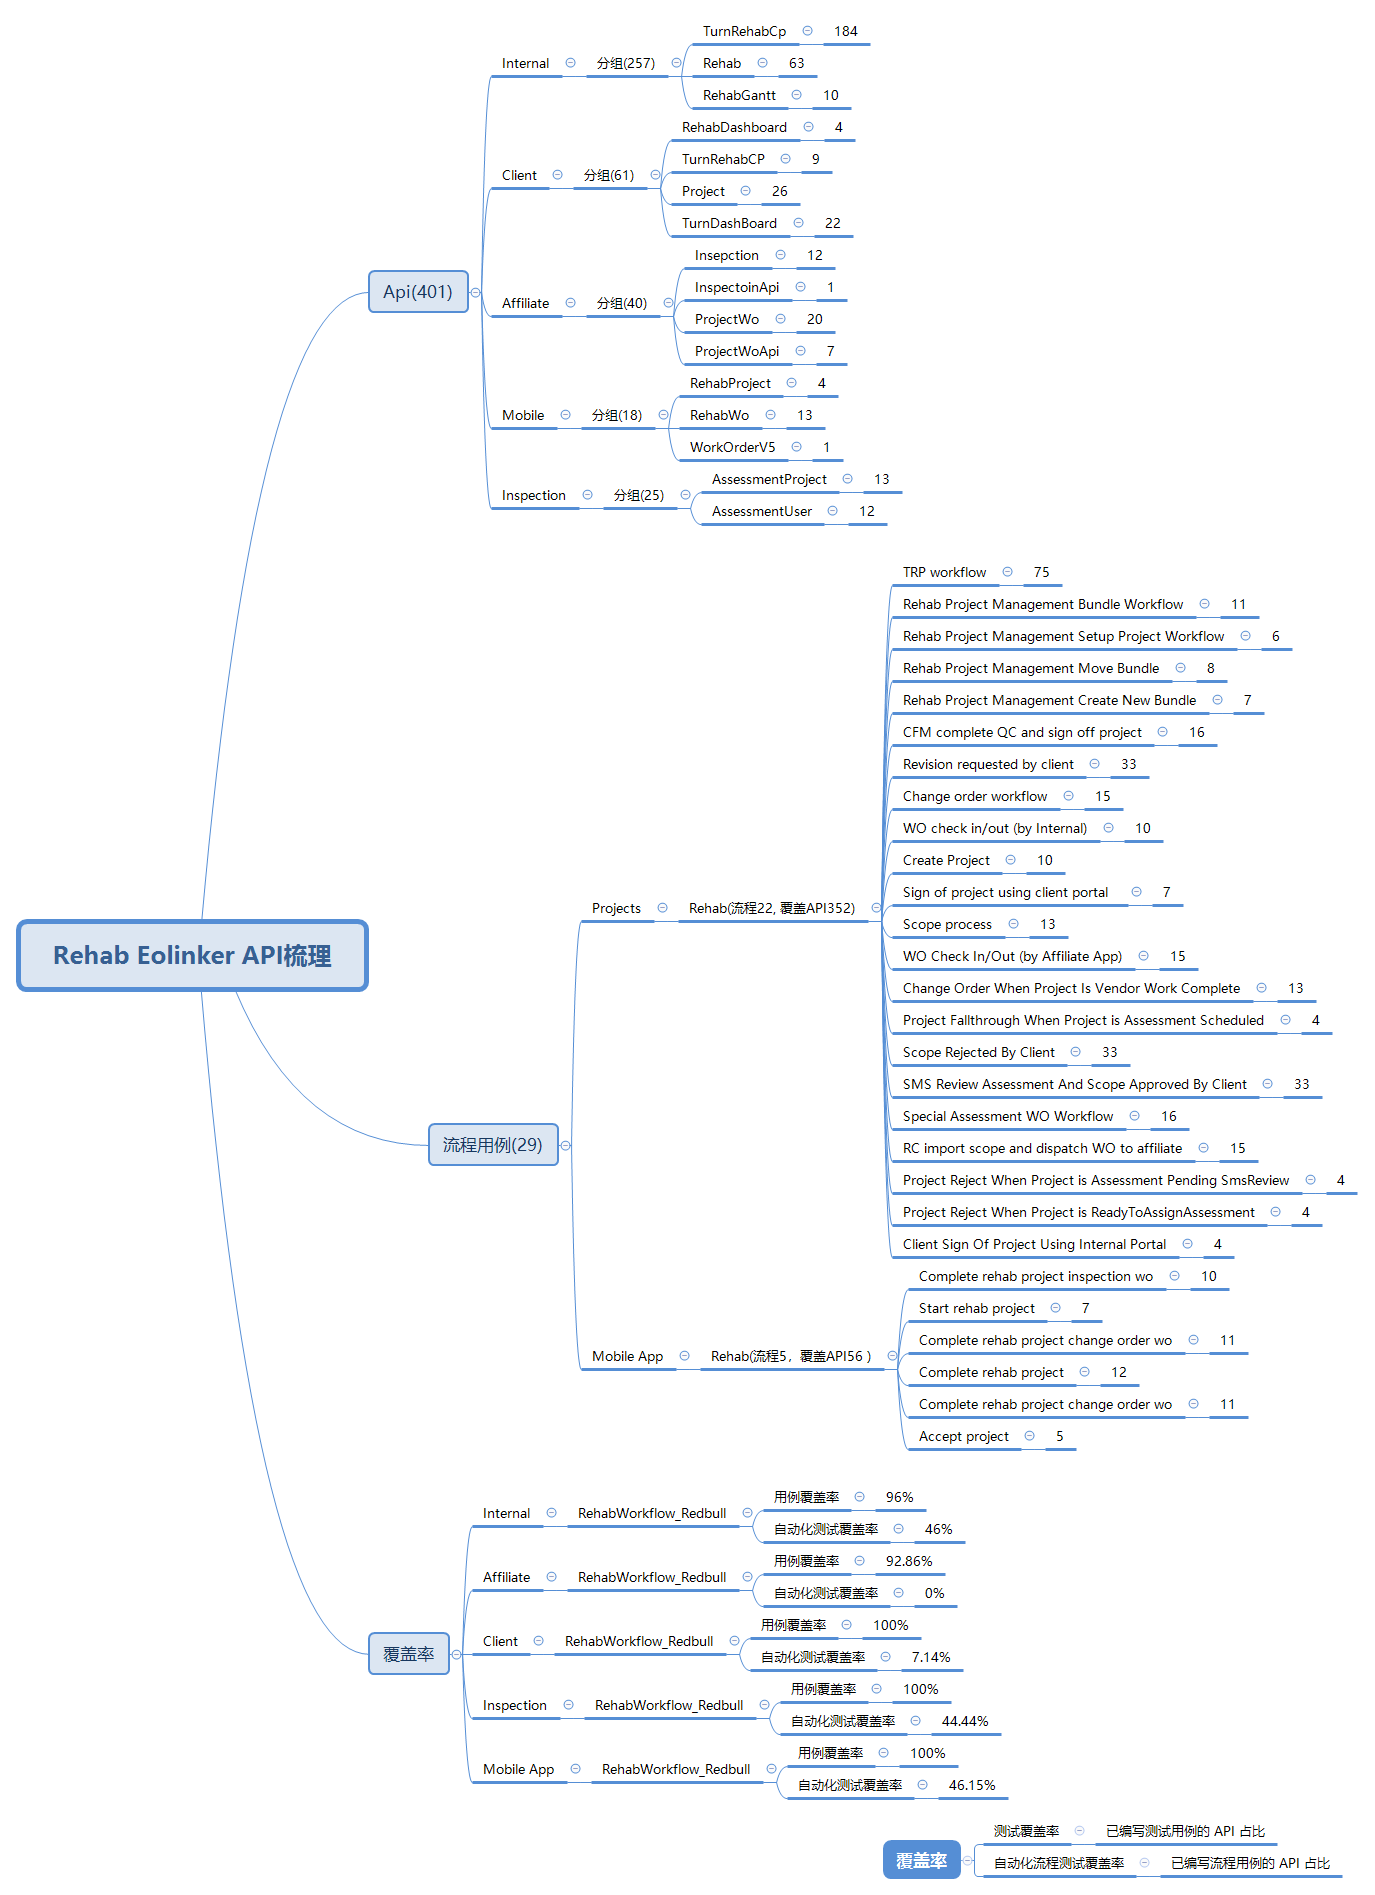 Rehab Eolinker API梳理
Api(401)
Internal
分组(257)
TurnRehabCp 184
Rehab 63
RehabGantt 10
Client
分组(61)
RehabDashboard 4
TurnRehabCP 9
Project 26
TurnDashBoard 22
Affiliate
分组(40)
Insepction 12
InspectoinApi 1
ProjectWo 20
ProjectWoApi 7
Mobile
分组(18)
RehabProject 4
RehabWo 13
WorkOrderV5 1
Inspection
分组(25)
AssessmentProject 13
AssessmentUser 12
流程用例(29)
Projects
Rehab(流程22, 覆盖API352)
TRP workflow 75
Rehab Project Management Bundle Workflow 11
Rehab Project Management Setup Project Workflow 6
Rehab Project Management Move Bundle 8
Rehab Project Management Create New Bundle 7
CFM complete QC and sign off project 16
Revision requested by client 33
Change order workflow 15
WO check in/out (by Internal) 10
Create Project 10
Sign of project using client portal 7
Scope process 13
WO Check In/Out (by Affiliate App) 15
Change Order When Project Is Vendor Work Complete 13
Project Fallthrough When Project is Assessment Scheduled 4
Scope Rejected By Client 33
SMS Review Assessment And Scope Approved By Client 33
Special Assessment WO Workflow 16
RC import scope and dispatch WO to affiliate 15
Project Reject When Project is Assessment Pending SmsReview 4
Project Reject When Project is ReadyToAssignAssessment 4
Client Sign Of Project Using Internal Portal 4
Mobile App
Rehab(流程5，覆盖API56 )
Complete rehab project inspection wo 10
Start rehab project 7
Complete rehab project change order wo 11
Complete rehab project 12
Complete rehab project change order wo 11
Accept project 5
覆盖率
Internal
RehabWorkflow_Redbull
用例覆盖率 96%
自动化测试覆盖率 46%
Affiliate
RehabWorkflow_Redbull
用例覆盖率 92.86%
自动化测试覆盖率 0%
Client
RehabWorkflow_Redbull
用例覆盖率 100%
自动化测试覆盖率 7.14%
Inspection
RehabWorkflow_Redbull
用例覆盖率 100%
自动化测试覆盖率 44.44%
Mobile App
RehabWorkflow_Redbull
用例覆盖率 100%
自动化测试覆盖率 46.15%
覆盖率
测试覆盖率 已编写测试用例的 API 占比
自动化流程测试覆盖率 已编写流程用例的 API 占比